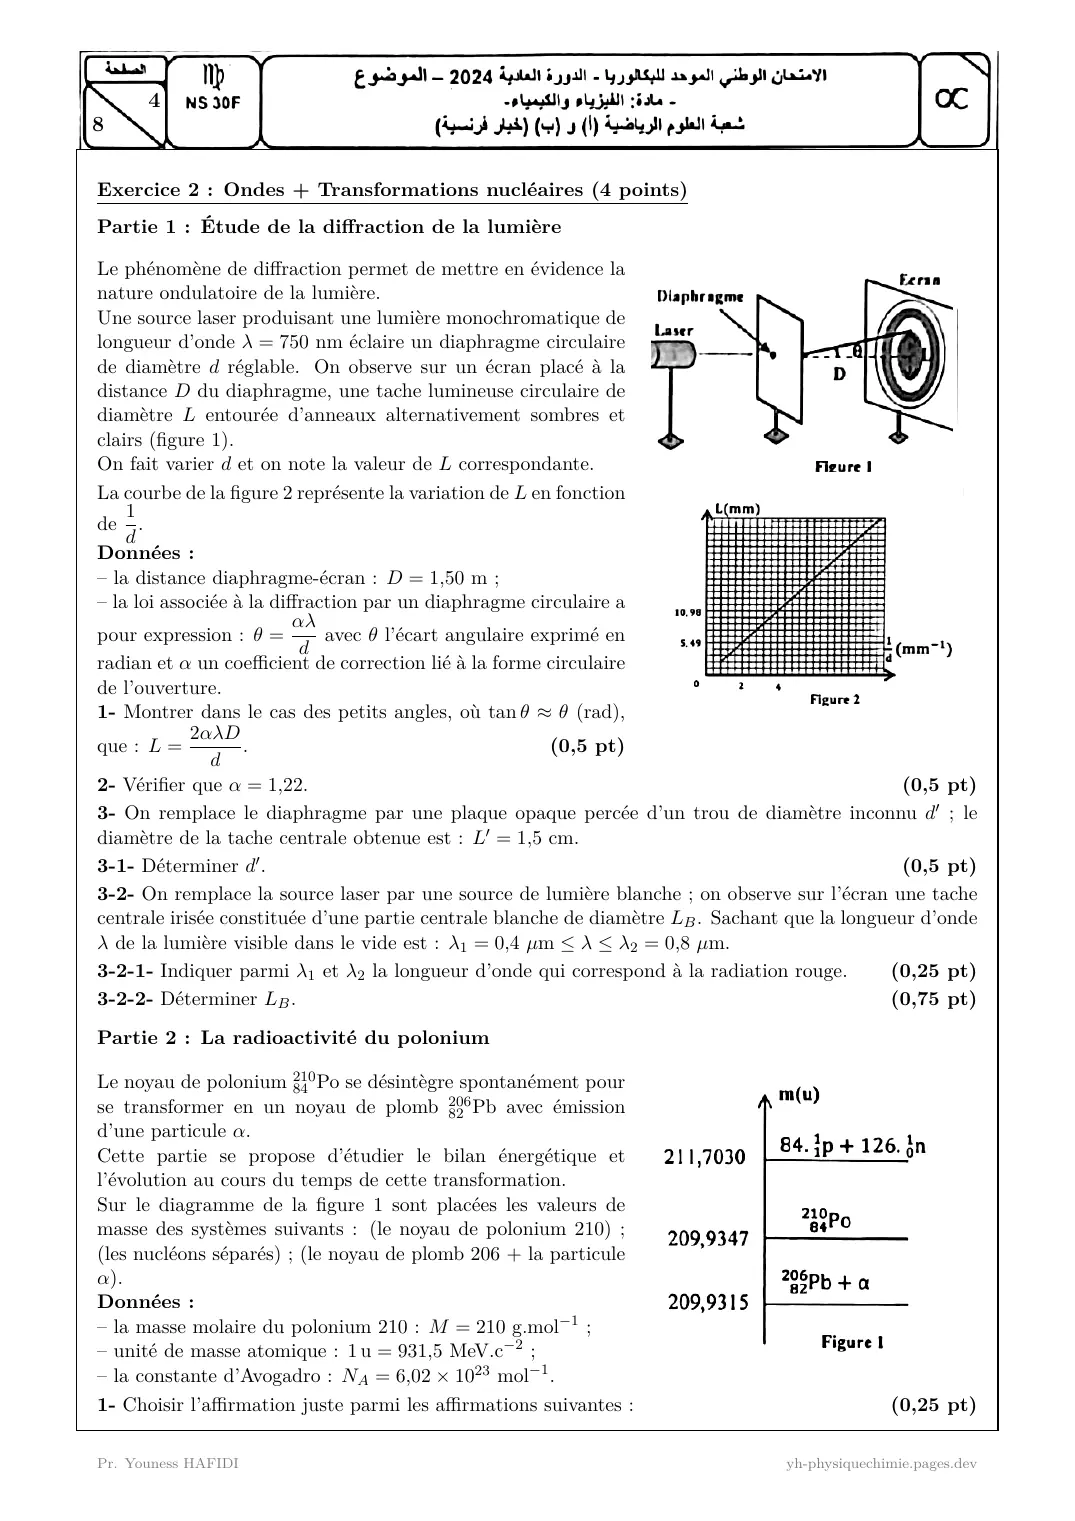 الصفحة
4
8
NS 30F
الامتحان الوطني الموحد للبكالوريا - الدورة العادية 2024 – الموضوع
- مادة: الفيزياء والكيمياء-
شعبة العلوم الرياضية (أ) و (ب) (خيار فرنسية)
Exercice 2 : Ondes + Transformations nucléaires (4 points)
Partie 1 : Étude de la diffraction de la lumière
Le phénomène de diffraction permet de mettre en évidence la
nature ondulatoire de la lumière.
Une source laser produisant une lumière monochromatique de
longueur d'onde λ = 750 nm éclaire un diaphragme circulaire
de diamètre d réglable. On observe sur un écran placé à la
distance D du diaphragme, une tache lumineuse circulaire de
diamètre L entourée d'anneaux alternativement sombres et
clairs (figure 1).
On fait varier d et on note la valeur de L correspondante.
La courbe de la figure 2 représente la variation de L en fonction
de 1/d.
Données :
– la distance diaphragme-écran : D = 1,50 m ;
– la loi associée à la diffraction par un diaphragme circulaire a
pour expression : θ = αλ/d avec θ l'écart angulaire exprimé en
radian et α un coefficient de correction lié à la forme circulaire
de l'ouverture.
1- Montrer dans le cas des petits angles, où tan θ ≈ θ (rad),
que : L = 2αλD/d. (0,5 pt)
Ecran
Diaphragme
Laser
θ
L
D
Figure 1
L(mm)
10,98
5,49
0
2
4
1/d (mm⁻¹)
Figure 2
2- Vérifier que α = 1,22. (0,5 pt)
3- On remplace le diaphragme par une plaque opaque percée d'un trou de diamètre inconnu d′ ; le
diamètre de la tache centrale obtenue est : L′ = 1,5 cm.
3-1- Déterminer d′. (0,5 pt)
3-2- On remplace la source laser par une source de lumière blanche ; on observe sur l'écran une tache
centrale irisée constituée d'une partie centrale blanche de diamètre L_B. Sachant que la longueur d'onde
λ de la lumière visible dans le vide est : λ₁ = 0,4 μm ≤ λ ≤ λ₂ = 0,8 μm.
3-2-1- Indiquer parmi λ₁ et λ₂ la longueur d'onde qui correspond à la radiation rouge. (0,25 pt)
3-2-2- Déterminer L_B. (0,75 pt)
Partie 2 : La radioactivité du polonium
Le noyau de polonium ²¹⁰₈₄Po se désintègre spontanément pour
se transformer en un noyau de plomb ²⁰⁶₈₂Pb avec émission
d'une particule α.
Cette partie se propose d'étudier le bilan énergétique et
l'évolution au cours du temps de cette transformation.
Sur le diagramme de la figure 1 sont placées les valeurs de
masse des systèmes suivants : (le noyau de polonium 210) ;
(les nucléons séparés) ; (le noyau de plomb 206 + la particule
α).
Données :
– la masse molaire du polonium 210 : M = 210 g.mol⁻¹ ;
– unité de masse atomique : 1 u = 931,5 MeV.c⁻² ;
– la constante d'Avogadro : N_A = 6,02 × 10²³ mol⁻¹.
m(u)
211,7030
84.¹₁p + 126.¹₀n
209,9347
²¹⁰₈₄Po
209,9315
²⁰⁶₈₂Pb + α
Figure 1
1- Choisir l'affirmation juste parmi les affirmations suivantes : (0,25 pt)
Pr. Youness HAFIDI
yh-physiquechimie.pages.dev